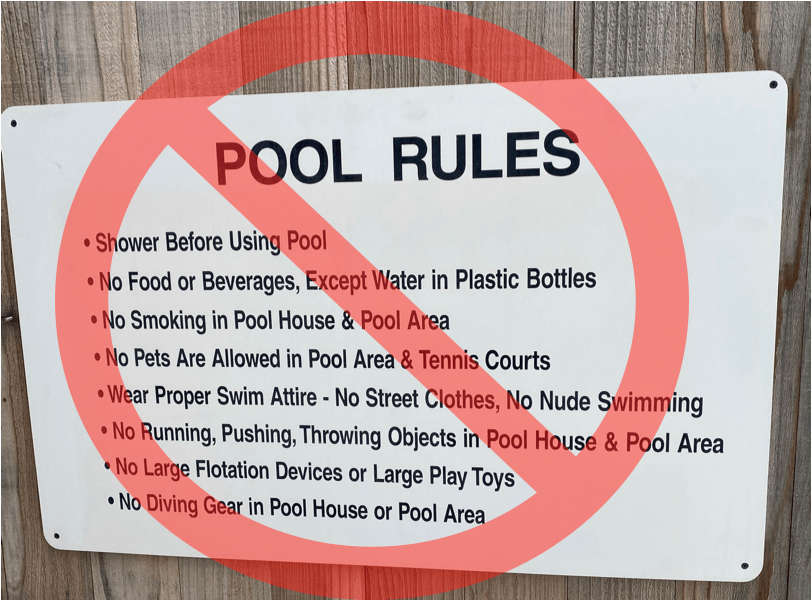 POOL RULES
• Shower Before Using Pool
• No Food or Beverages, Except Water in Plastic Bottles
• No Smoking in Pool House & Pool Area
• No Pets Are Allowed in Pool Area & Tennis Courts
• Wear Proper Swim Attire - No Street Clothes, No Nude Swimming
• No Running, Pushing, Throwing Objects in Pool House & Pool Area
• No Large Flotation Devices or Large Play Toys
• No Diving Gear in Pool House or Pool Area